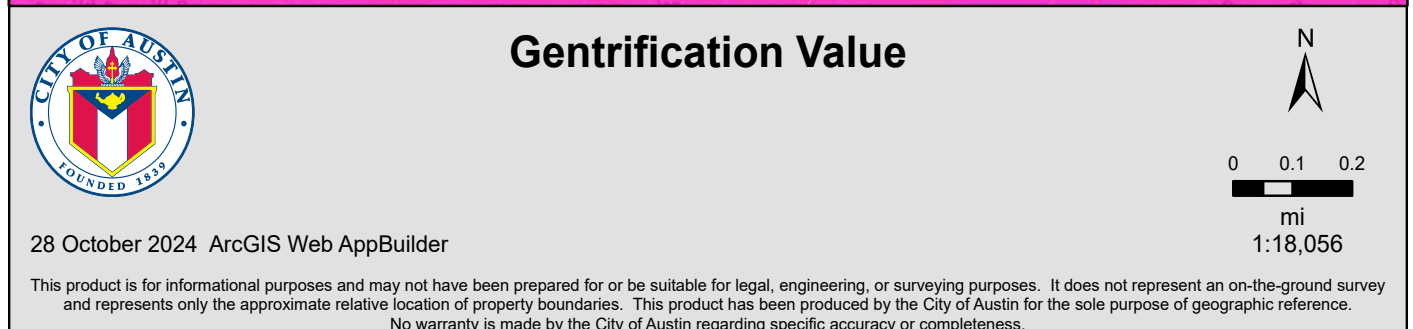 CITY OF AUSTIN
FOUNDED 1839
Gentrification Value
N
0 0.1 0.2
mi
1:18,056
28 October 2024 ArcGIS Web AppBuilder
This product is for informational purposes and may not have been prepared for or be suitable for legal, engineering, or surveying purposes. It does not represent an on-the-ground survey
and represents only the approximate relative location of property boundaries. This product has been produced by the City of Austin for the sole purpose of geographic reference.
No warranty is made by the City of Austin regarding specific accuracy or completeness.